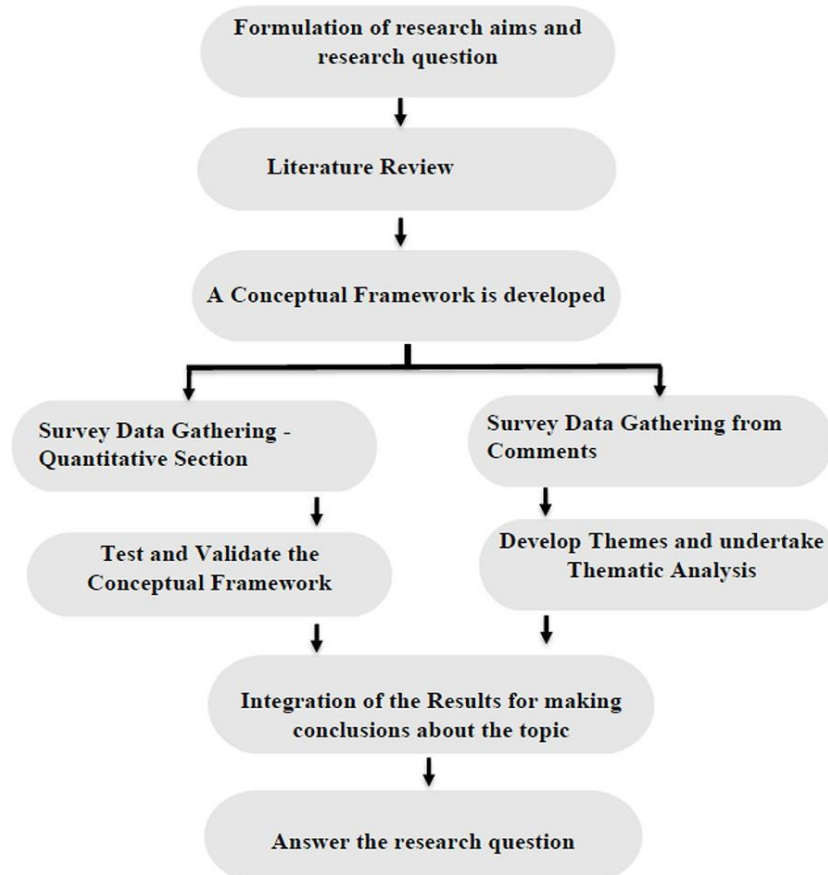 Formulation of research aims and
research question
Literature Review
A Conceptual Framework is developed
Survey Data Gathering -
Quantitative Section
Survey Data Gathering from
Comments
Test and Validate the
Conceptual Framework
Develop Themes and undertake
Thematic Analysis
Integration of the Results for making
conclusions about the topic
Answer the research question